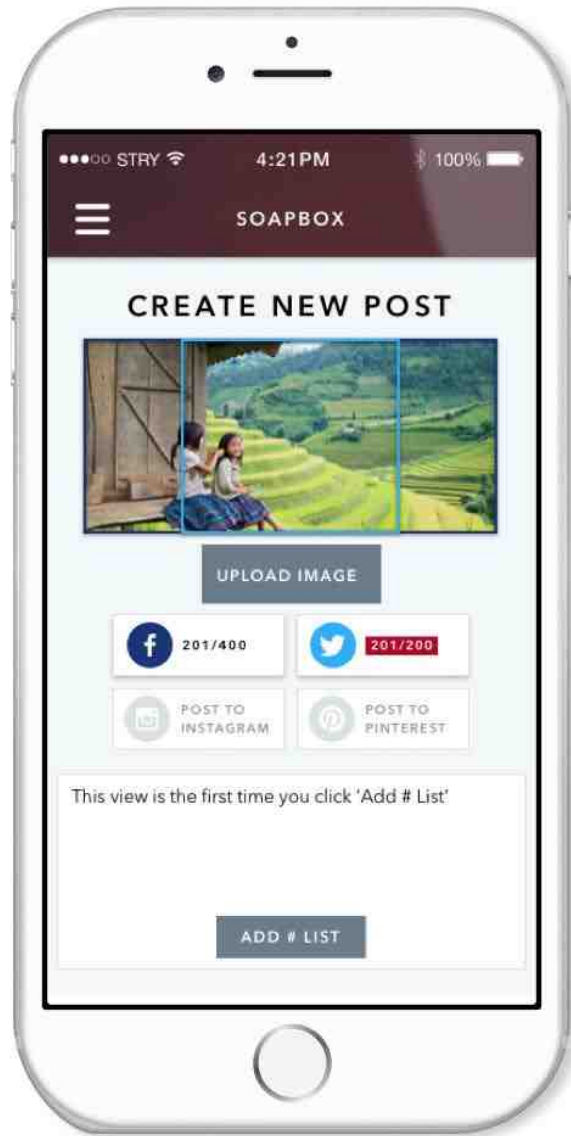 STRY 4:21PM 100%
SOAPBOX
CREATE NEW POST
UPLOAD IMAGE
201/400 201/200
POST TO POST TO
INSTAGRAM PINTEREST
This view is the first time you click 'Add # List'
ADD # LIST